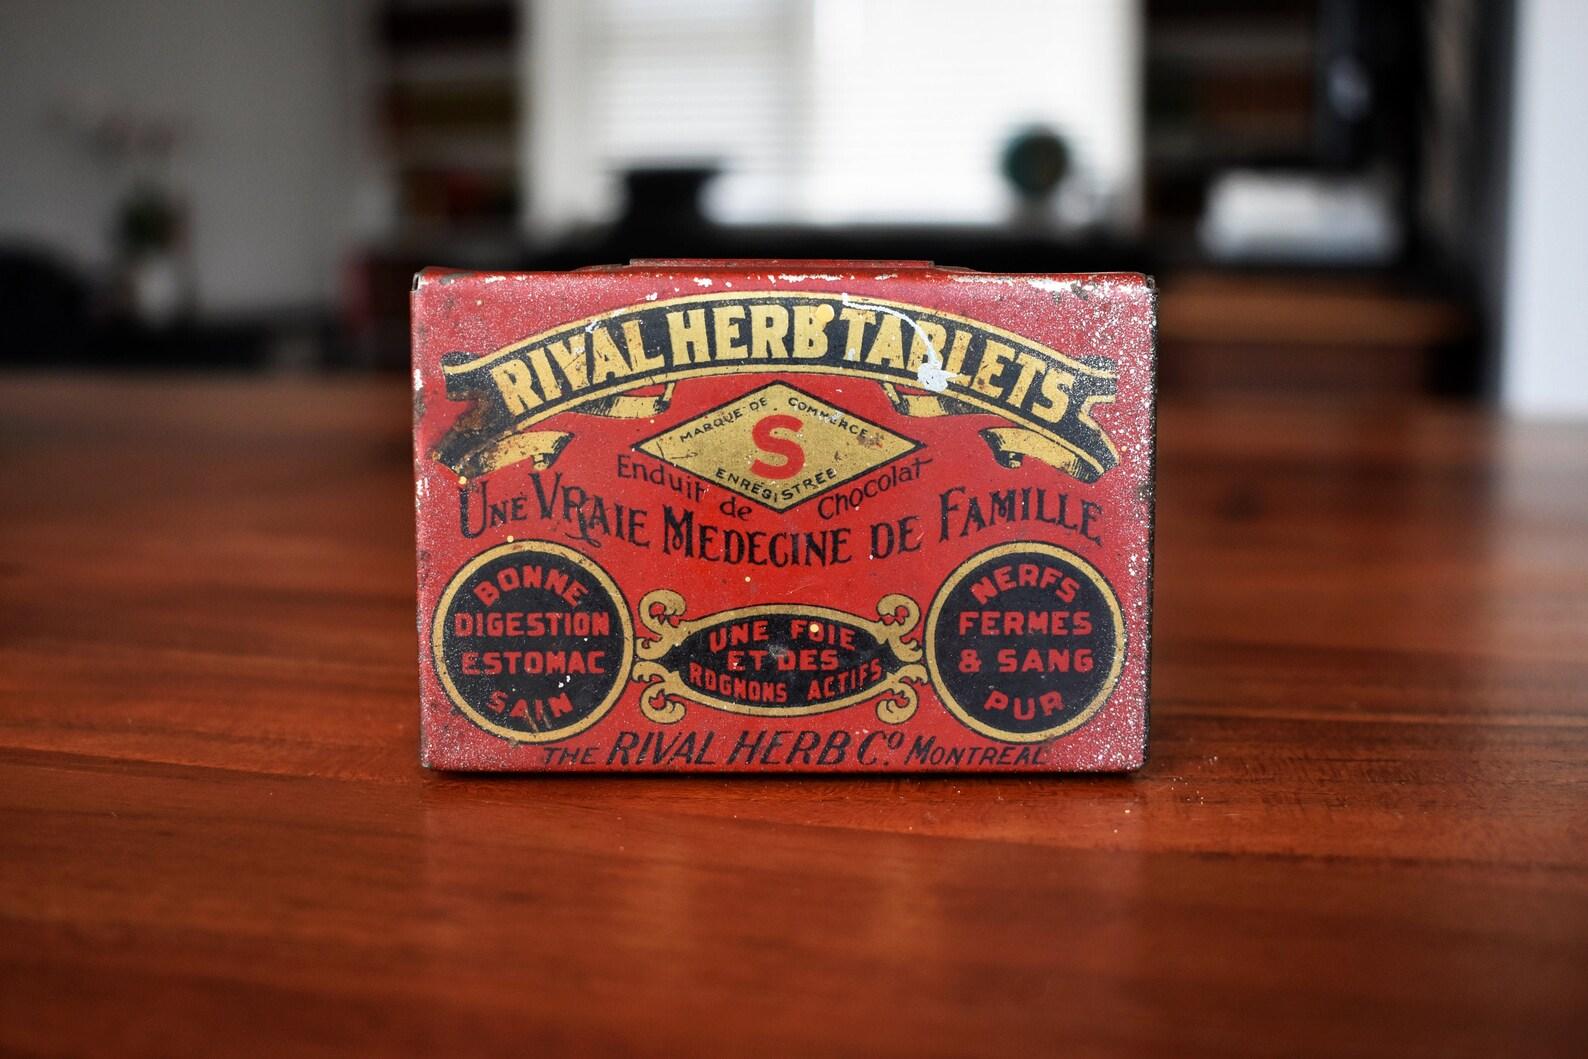 RIVAL HERB TABLETS
MARQUE DE COMMERCE
S
ENREGISTRÉE
Enduit de Chocolat
UNE VRAIE MEDECINE DE FAMILLE
BONNE
DIGESTION
ESTOMAC
SAIN
UNE FOIE
ET DES
ROGNONS ACTIFS
NERFS
FERMES
& SANG
PUR
THE RIVAL HERB Co. MONTREAL